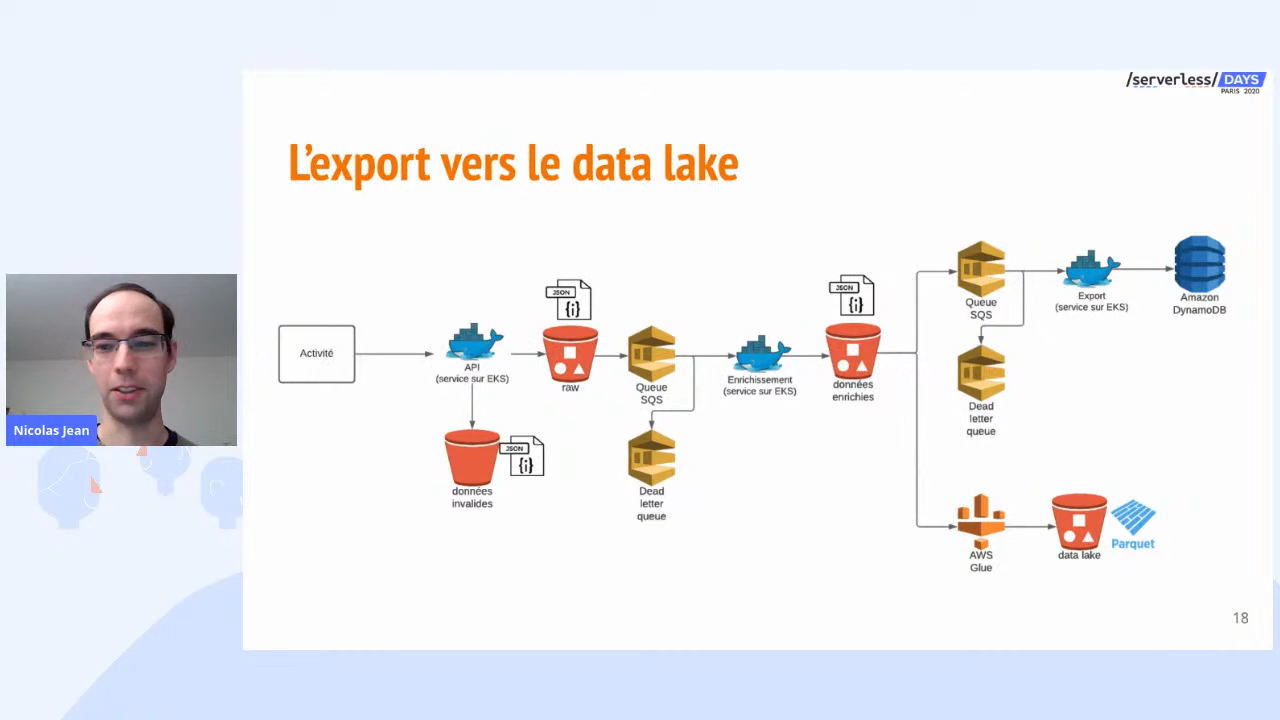 /serverless/ DAYS
PARIS 2020
L'export vers le data lake
Nicolas Jean
Activité
API
(service sur EKS)
JSON
{i}
données
invalides
JSON
{i}
raw
Queue
SQS
Dead
letter
queue
Enrichissement
(service sur EKS)
JSON
{i}
données
enrichies
Queue
SQS
Dead
letter
queue
Export
(service sur EKS)
Amazon
DynamoDB
AWS
Glue
data lake
Parquet
18